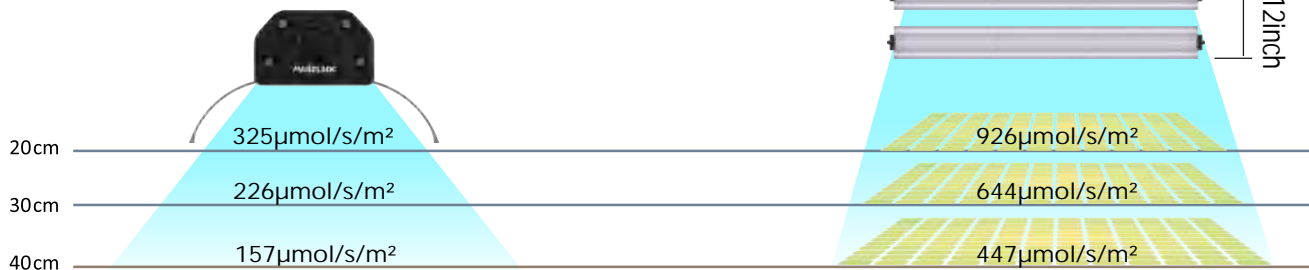 12inch
20cm 325μmol/s/m² 926μmol/s/m²
30cm 226μmol/s/m² 644μmol/s/m²
40cm 157μmol/s/m² 447μmol/s/m²